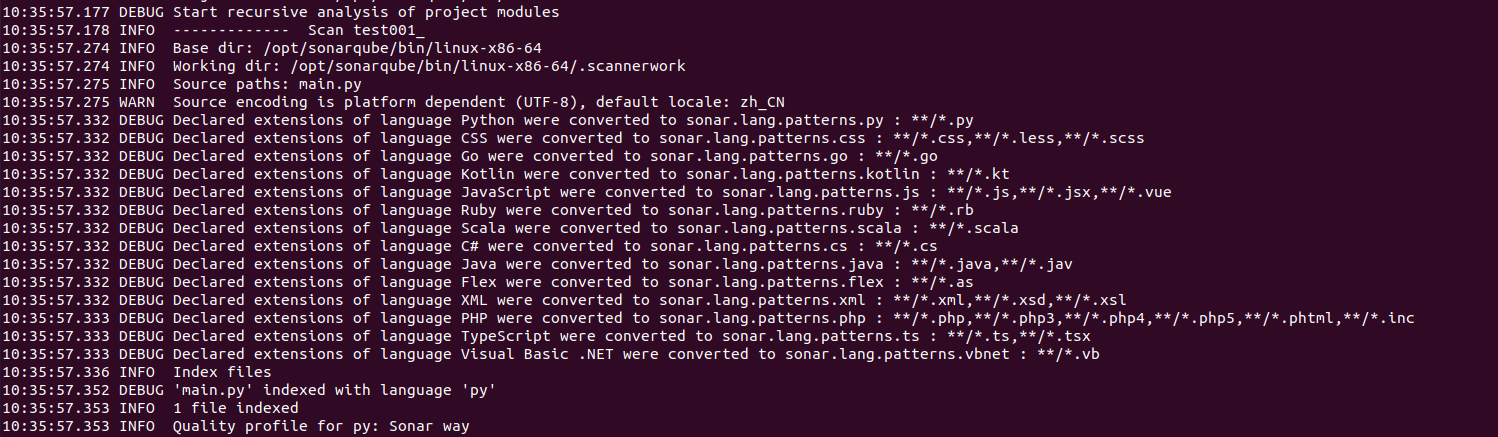 10:35:57.177 DEBUG Start recursive analysis of project modules
10:35:57.178 INFO  -------------  Scan test001_
10:35:57.274 INFO  Base dir: /opt/sonarqube/bin/linux-x86-64
10:35:57.274 INFO  Working dir: /opt/sonarqube/bin/linux-x86-64/.scannerwork
10:35:57.275 INFO  Source paths: main.py
10:35:57.275 WARN  Source encoding is platform dependent (UTF-8), default locale: zh_CN
10:35:57.332 DEBUG Declared extensions of language Python were converted to sonar.lang.patterns.py : **/*.py
10:35:57.332 DEBUG Declared extensions of language CSS were converted to sonar.lang.patterns.css : **/*.css,**/*.less,**/*.scss
10:35:57.332 DEBUG Declared extensions of language Go were converted to sonar.lang.patterns.go : **/*.go
10:35:57.332 DEBUG Declared extensions of language Kotlin were converted to sonar.lang.patterns.kotlin : **/*.kt
10:35:57.332 DEBUG Declared extensions of language JavaScript were converted to sonar.lang.patterns.js : **/*.js,**/*.jsx,**/*.vue
10:35:57.332 DEBUG Declared extensions of language Ruby were converted to sonar.lang.patterns.ruby : **/*.rb
10:35:57.332 DEBUG Declared extensions of language Scala were converted to sonar.lang.patterns.scala : **/*.scala
10:35:57.332 DEBUG Declared extensions of language C# were converted to sonar.lang.patterns.cs : **/*.cs
10:35:57.332 DEBUG Declared extensions of language Java were converted to sonar.lang.patterns.java : **/*.java,**/*.jav
10:35:57.332 DEBUG Declared extensions of language Flex were converted to sonar.lang.patterns.flex : **/*.as
10:35:57.332 DEBUG Declared extensions of language XML were converted to sonar.lang.patterns.xml : **/*.xml,**/*.xsd,**/*.xsl
10:35:57.333 DEBUG Declared extensions of language PHP were converted to sonar.lang.patterns.php : **/*.php,**/*.php3,**/*.php4,**/*.php5,**/*.phtml,**/*.inc
10:35:57.333 DEBUG Declared extensions of language TypeScript were converted to sonar.lang.patterns.ts : **/*.ts,**/*.tsx
10:35:57.333 DEBUG Declared extensions of language Visual Basic .NET were converted to sonar.lang.patterns.vbnet : **/*.vb
10:35:57.336 INFO  Index files
10:35:57.352 DEBUG 'main.py' indexed with language 'py'
10:35:57.353 INFO  1 file indexed
10:35:57.353 INFO  Quality profile for py: Sonar way